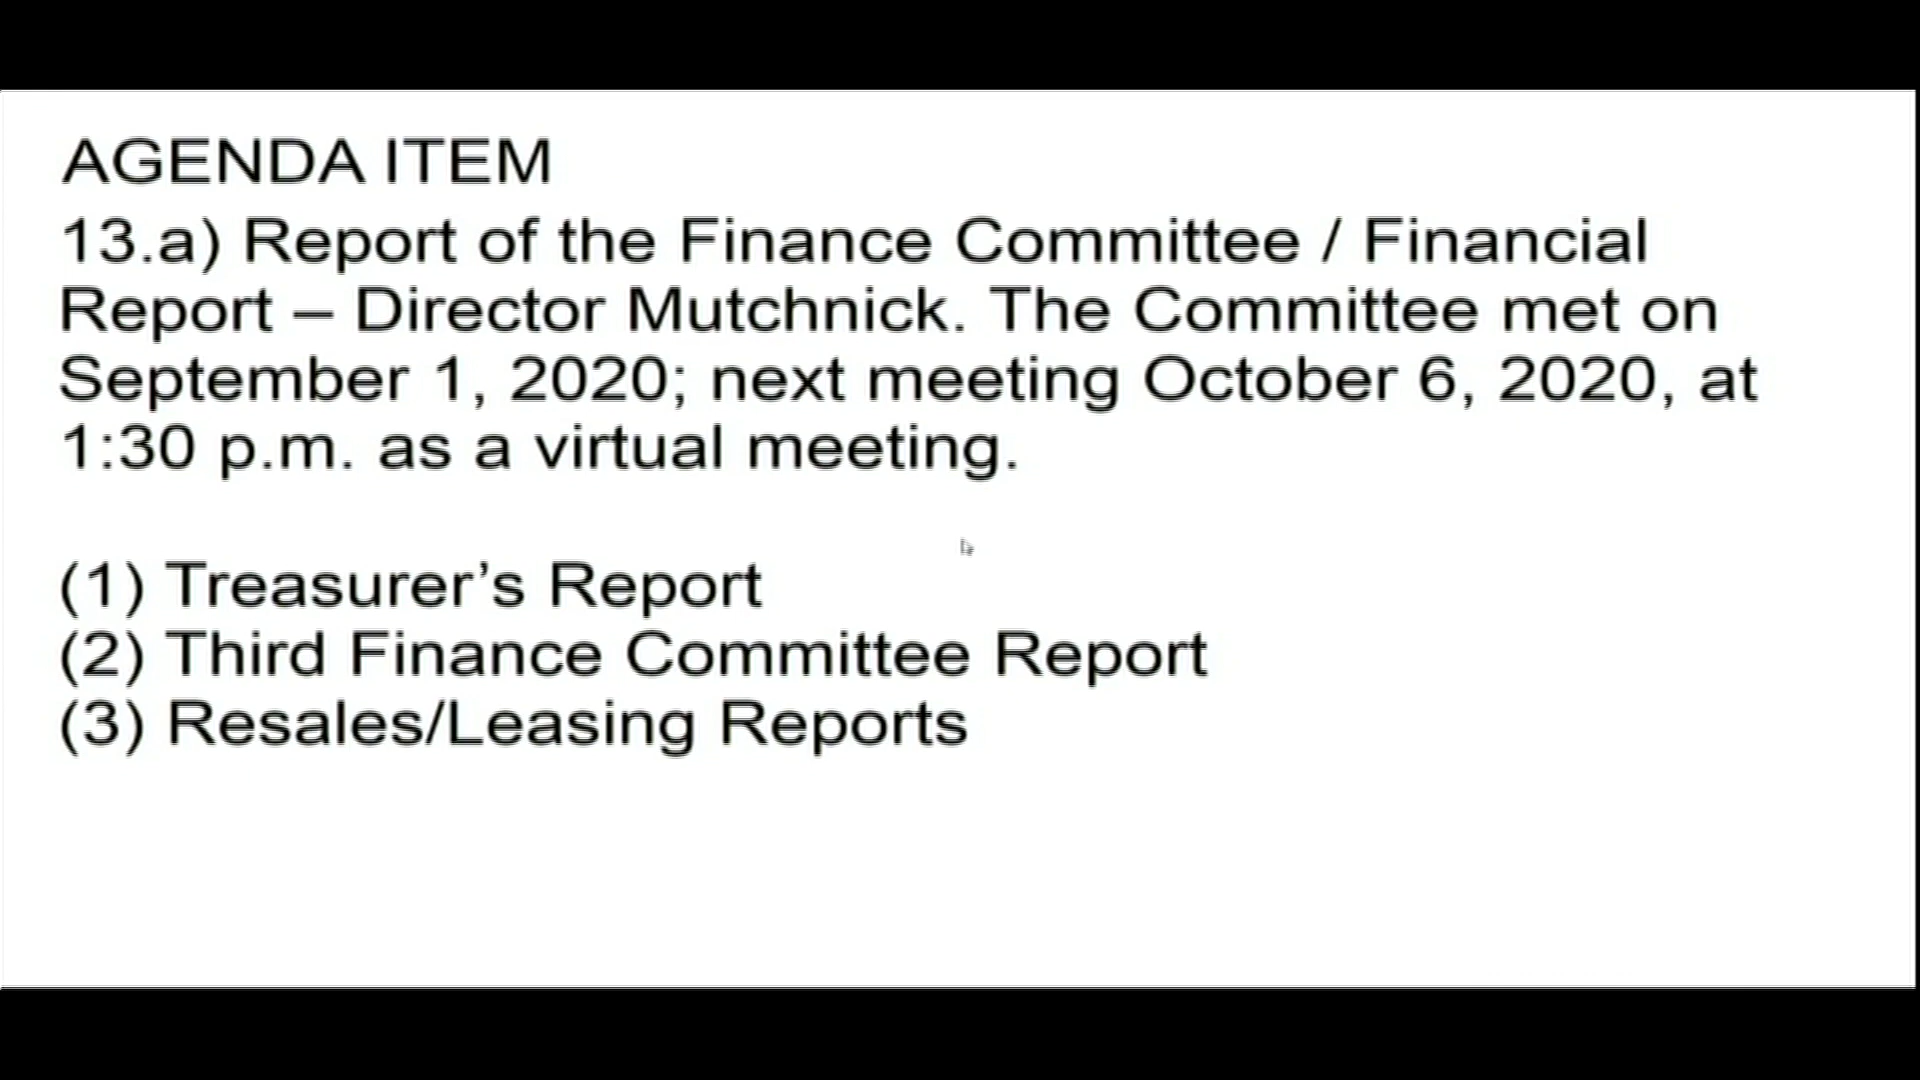 AGENDA ITEM
13.a) Report of the Finance Committee / Financial
Report – Director Mutchnick. The Committee met on
September 1, 2020; next meeting October 6, 2020, at
1:30 p.m. as a virtual meeting.
(1) Treasurer’s Report
(2) Third Finance Committee Report
(3) Resales/Leasing Reports